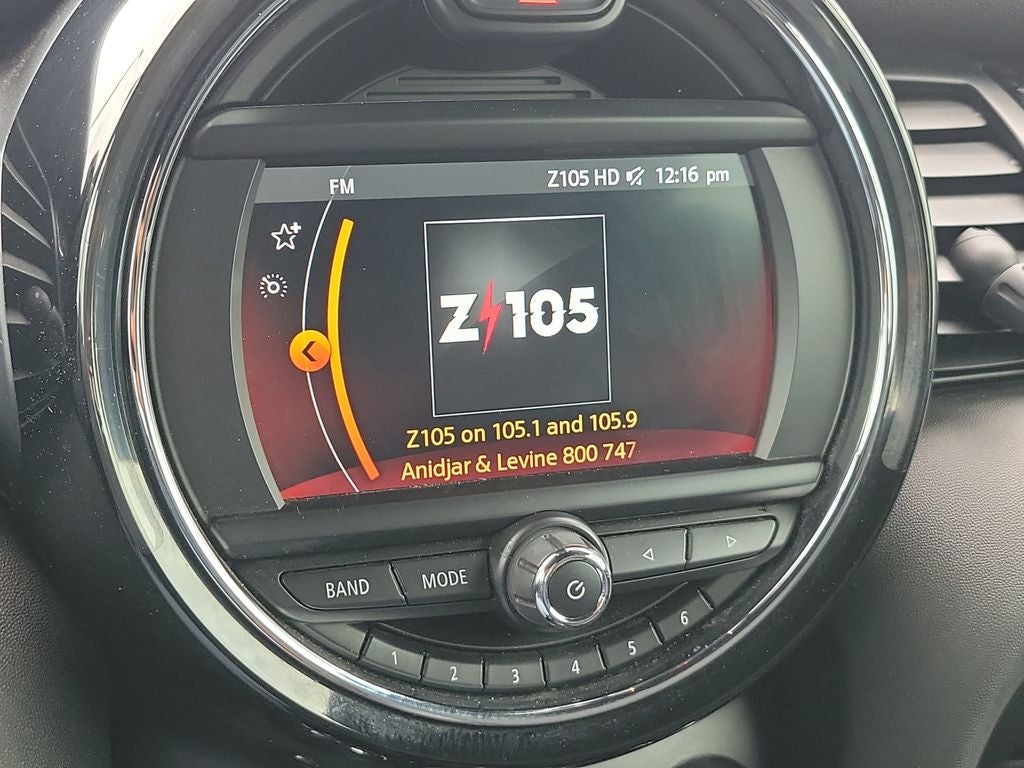 FM
Z105 HD 12:16 pm
Z105
Z105 on 105.1 and 105.9
Anidjar & Levine 800 747
BAND
MODE
1 2 3 4 5 6